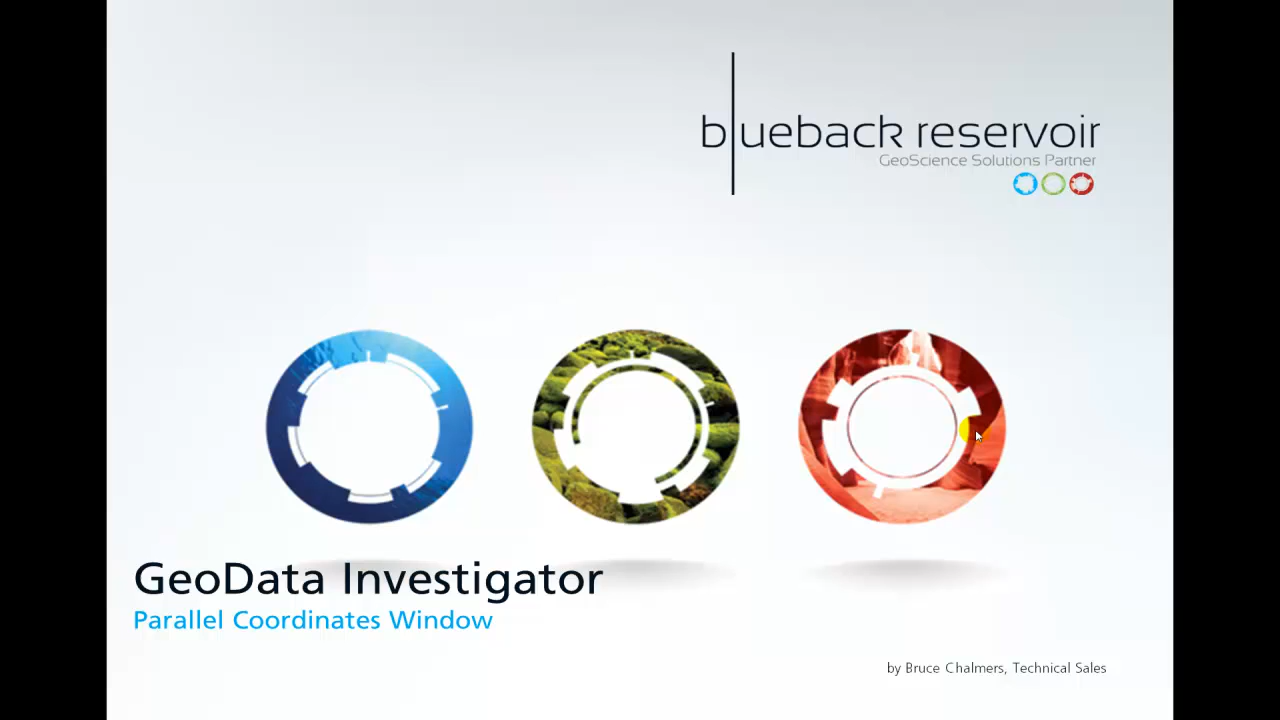 blueback reservoir
GeoScience Solutions Partner
GeoData Investigator
Parallel Coordinates Window
by Bruce Chalmers, Technical Sales